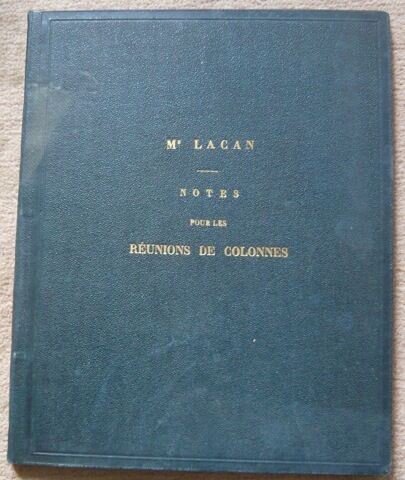 Mr LACAN
NOTES
POUR LES
RÉUNIONS DE COLONNES